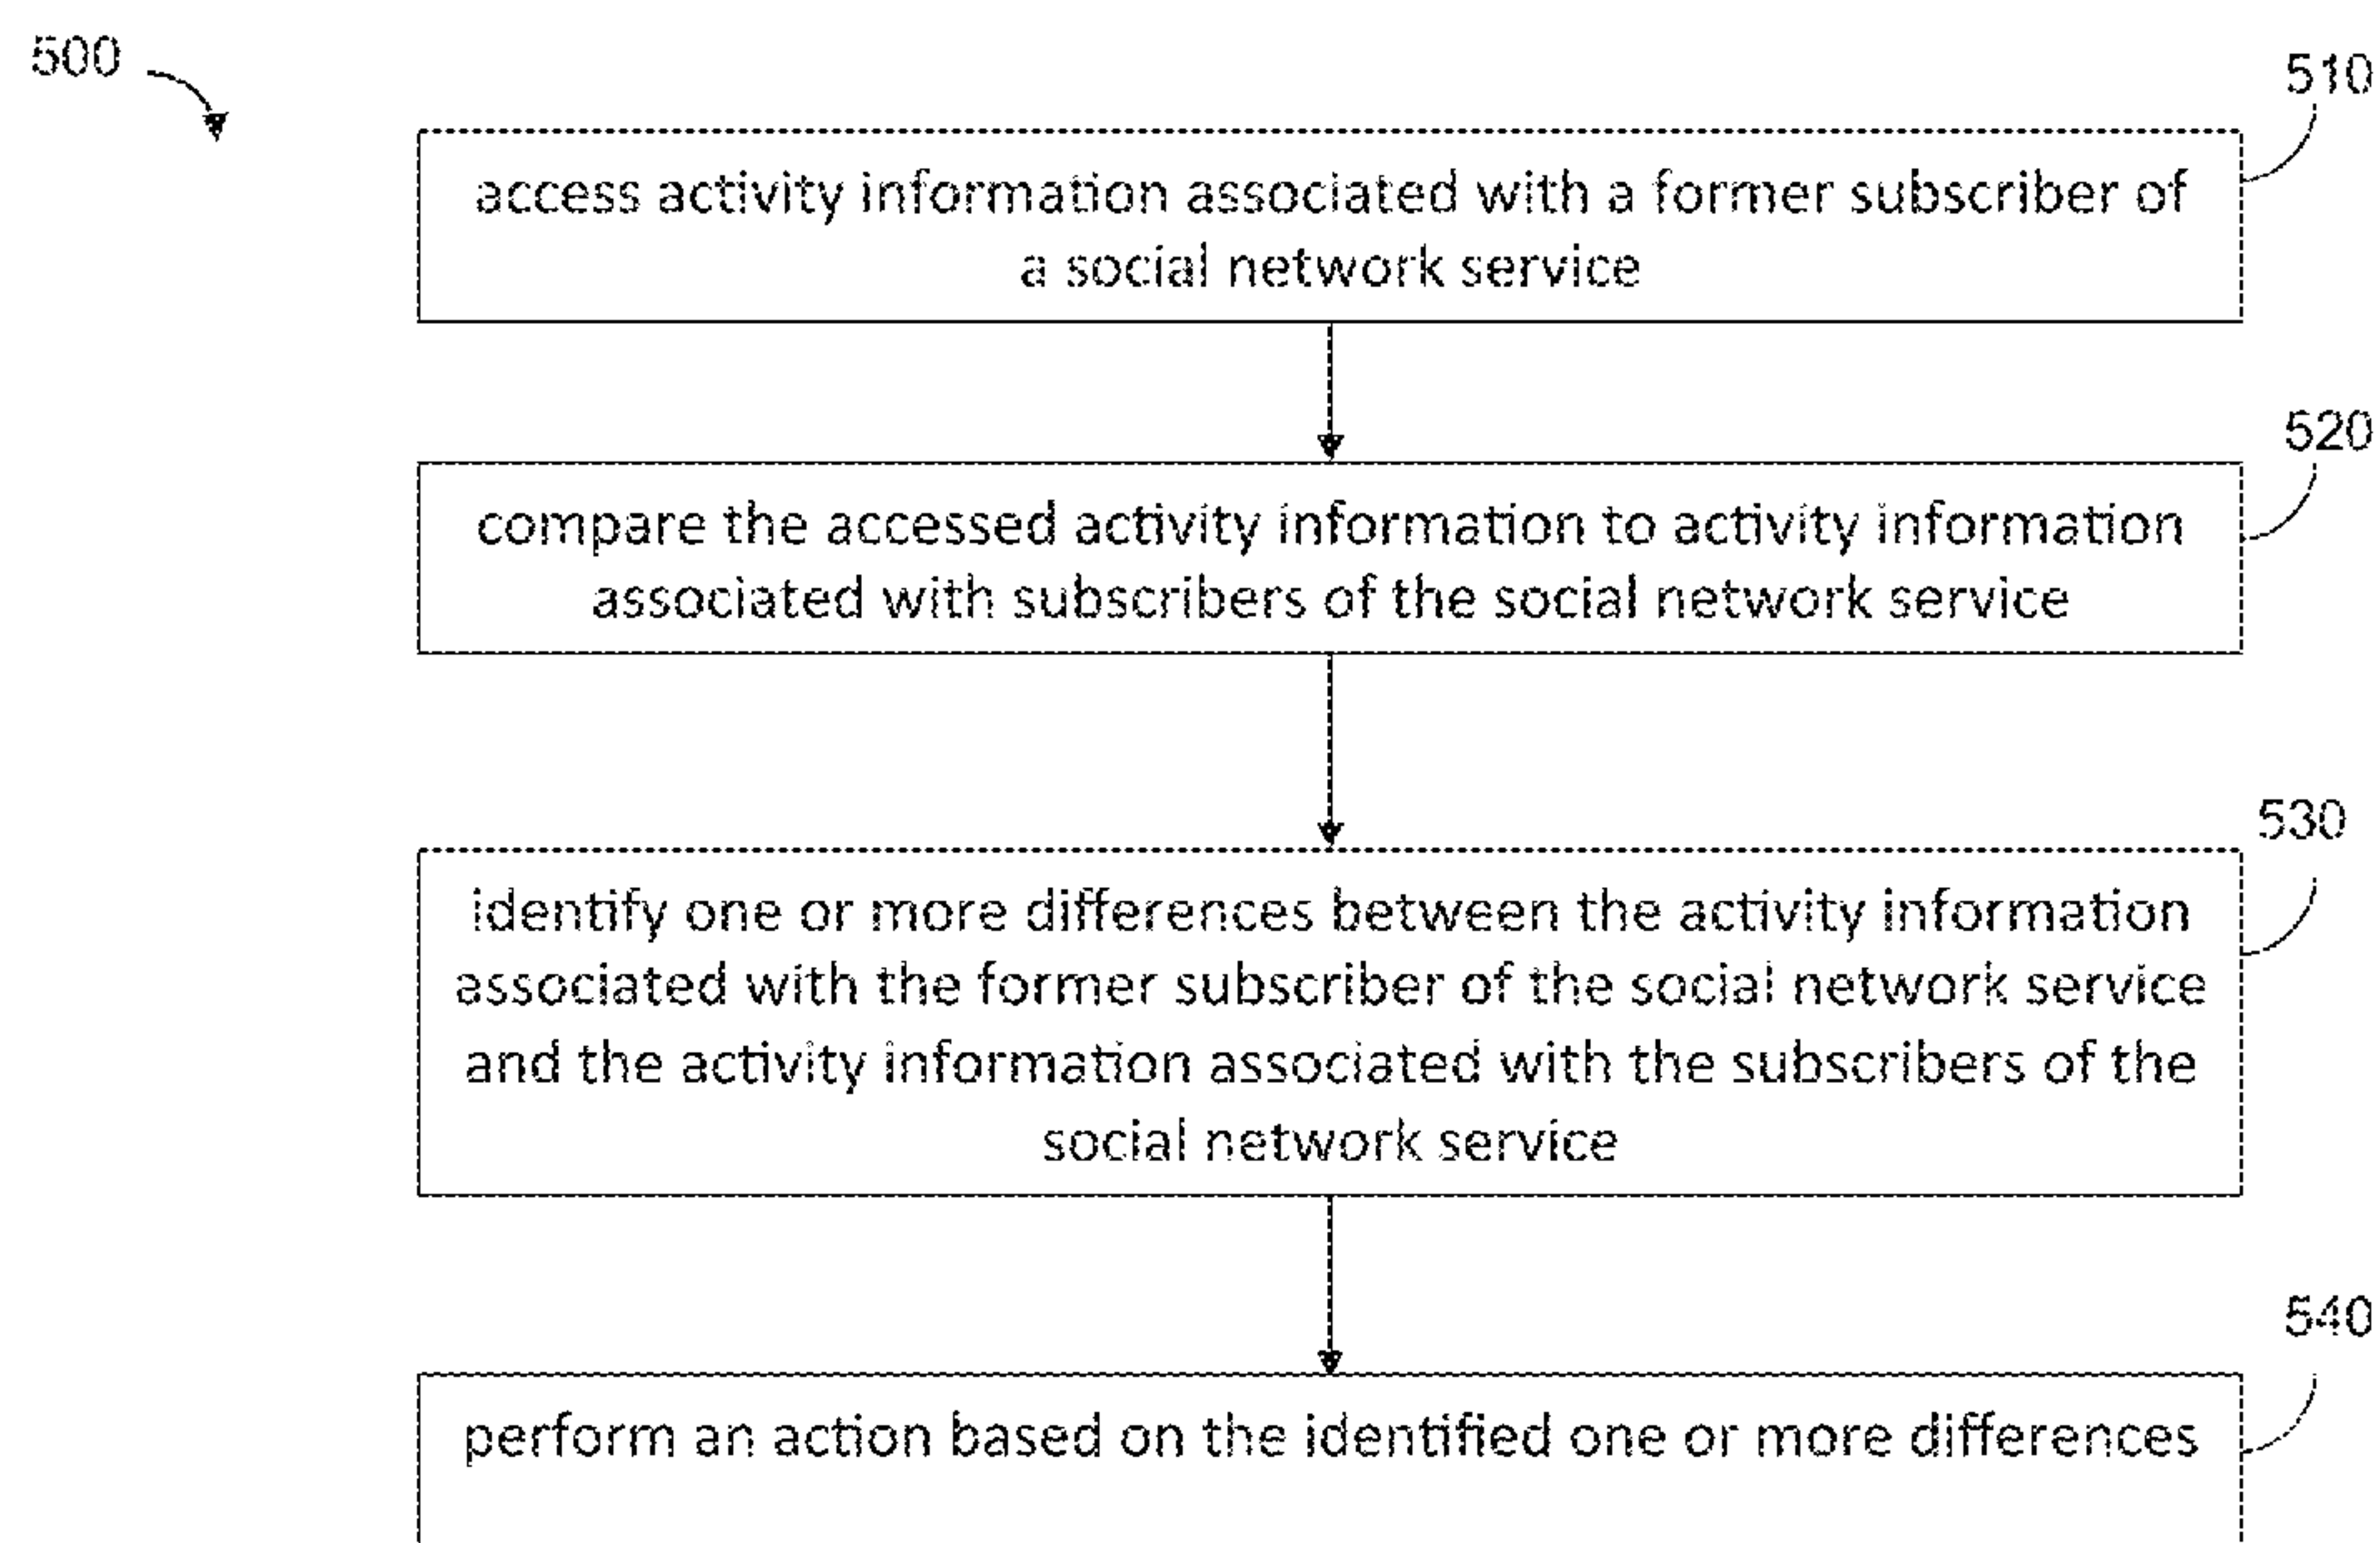 500
510
access activity information associated with a former subscriber of
a social network service
520
compare the accessed activity information to activity information
associated with subscribers of the social network service
530
identify one or more differences between the activity information
associated with the former subscriber of the social network service
and the activity information associated with the subscribers of the
social network service
540
perform an action based on the identified one or more differences